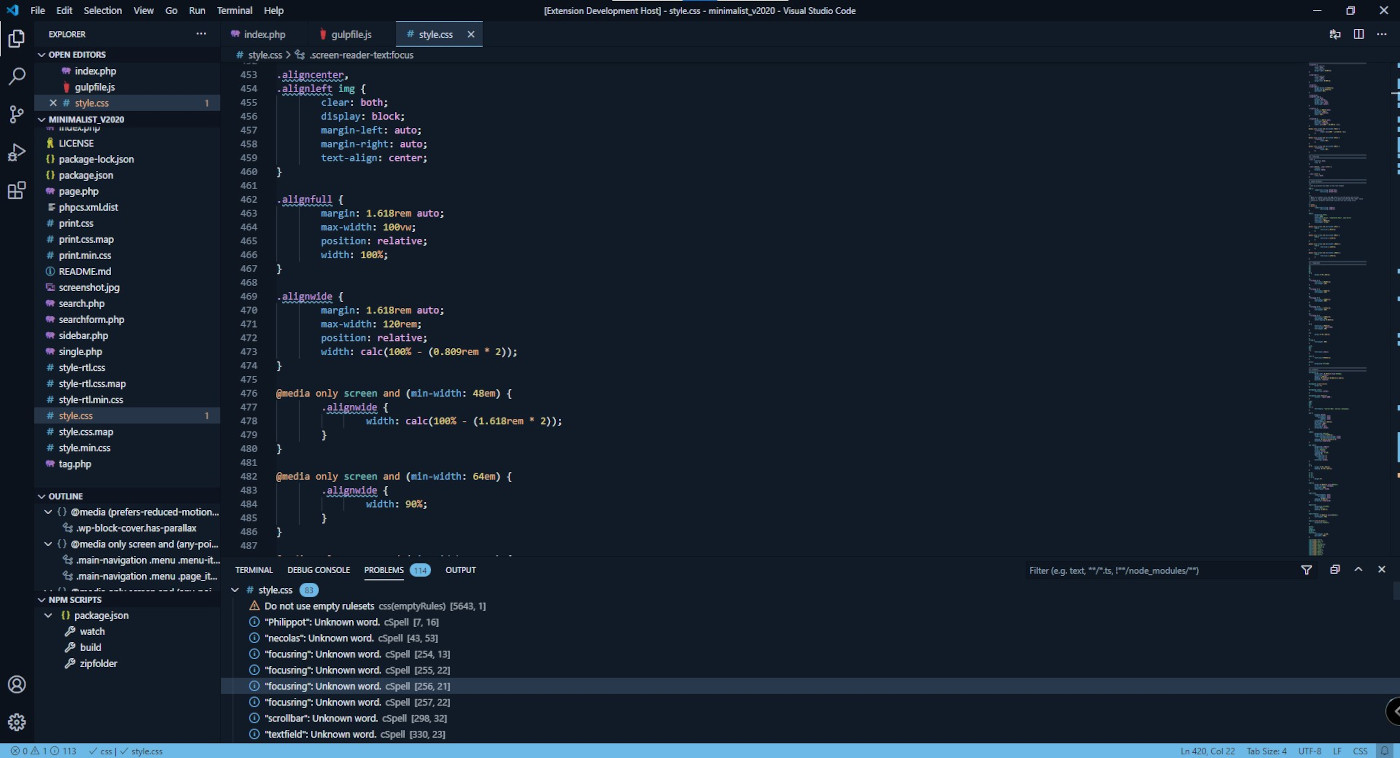 File Edit Selection View Go Run Terminal Help
[Extension Development Host] - style.css - minimalist_v2020 - Visual Studio Code
EXPLORER
OPEN EDITORS
index.php
gulpfile.js
# style.css 1
MINIMALIST_V2020
index.php
LICENSE
{} package-lock.json
{} package.json
page.php
phpcs.xml.dist
# print.css
# print.css.map
# print.min.css
README.md
screenshot.jpg
search.php
searchform.php
sidebar.php
single.php
# style-rtl.css
# style-rtl.css.map
# style-rtl.min.css
# style.css 1
# style.css.map
# style.min.css
tag.php
OUTLINE
{} @media (prefers-reduced-motion...
.wp-block-cover.has-parallax
{} @media only screen and (any-poi...
.main-navigation .menu .menu-it...
.main-navigation .menu .page_it...
NPM SCRIPTS
{} package.json
watch
build
zipfolder
index.php
gulpfile.js
# style.css
# style.css > .screen-reader-text:focus
453 .aligncenter,
454 .alignleft img {
455 clear: both;
456 display: block;
457 margin-left: auto;
458 margin-right: auto;
459 text-align: center;
460 }
461
462 .alignfull {
463 margin: 1.618rem auto;
464 max-width: 100vw;
465 position: relative;
466 width: 100%;
467 }
468
469 .alignwide {
470 margin: 1.618rem auto;
471 max-width: 120rem;
472 position: relative;
473 width: calc(100% - (0.809rem * 2));
474 }
475
476 @media only screen and (min-width: 48em) {
477 .alignwide {
478 width: calc(100% - (1.618rem * 2));
479 }
480 }
481
482 @media only screen and (min-width: 64em) {
483 .alignwide {
484 width: 90%;
485 }
486 }
487
TERMINAL DEBUG CONSOLE PROBLEMS 114 OUTPUT
Filter (e.g. text, **/*.ts, !**/node_modules/**)
# style.css 83
Do not use empty rulesets css(emptyRules) [5643, 1]
"Philippot": Unknown word. cSpell [7, 16]
"necolas": Unknown word. cSpell [43, 53]
"focusring": Unknown word. cSpell [254, 13]
"focusring": Unknown word. cSpell [255, 22]
"focusring": Unknown word. cSpell [256, 21]
"focusring": Unknown word. cSpell [257, 22]
"scrollbar": Unknown word. cSpell [298, 32]
"textfield": Unknown word. cSpell [330, 23]
0 1 113 css | style.css
Ln 420, Col 22 Tab Size: 4 UTF-8 LF CSS